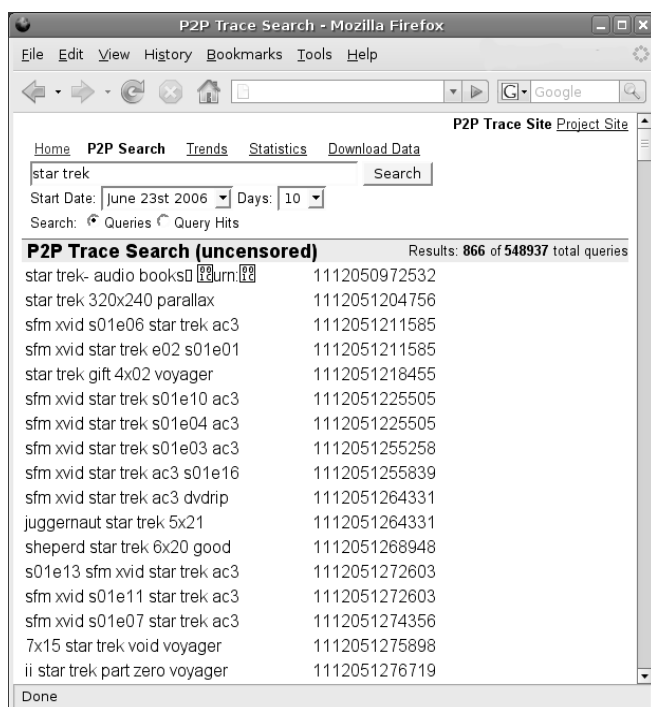 P2P Trace Search - Mozilla Firefox
File Edit View History Bookmarks Tools Help
G Google
P2P Trace Site Project Site
Home P2P Search Trends Statistics Download Data
star trek Search
Start Date: June 23st 2006 Days: 10
Search: Queries Query Hits
P2P Trace Search (uncensored) Results: 866 of 548937 total queries
star trek- audio books urn: 1112050972532
star trek 320x240 parallax 1112051204756
sfm xvid s01e06 star trek ac3 1112051211585
sfm xvid star trek e02 s01e01 1112051211585
star trek gift 4x02 voyager 1112051218455
sfm xvid star trek s01e10 ac3 1112051225505
sfm xvid star trek s01e04 ac3 1112051225505
sfm xvid star trek s01e03 ac3 1112051255258
sfm xvid star trek ac3 s01e16 1112051255839
sfm xvid star trek ac3 dvdrip 1112051264331
juggernaut star trek 5x21 1112051264331
sheperd star trek 6x20 good 1112051268948
s01e13 sfm xvid star trek ac3 1112051272603
sfm xvid s01e11 star trek ac3 1112051272603
sfm xvid s01e07 star trek ac3 1112051274356
7x15 star trek void voyager 1112051275898
ii star trek part zero voyager 1112051276719
Done